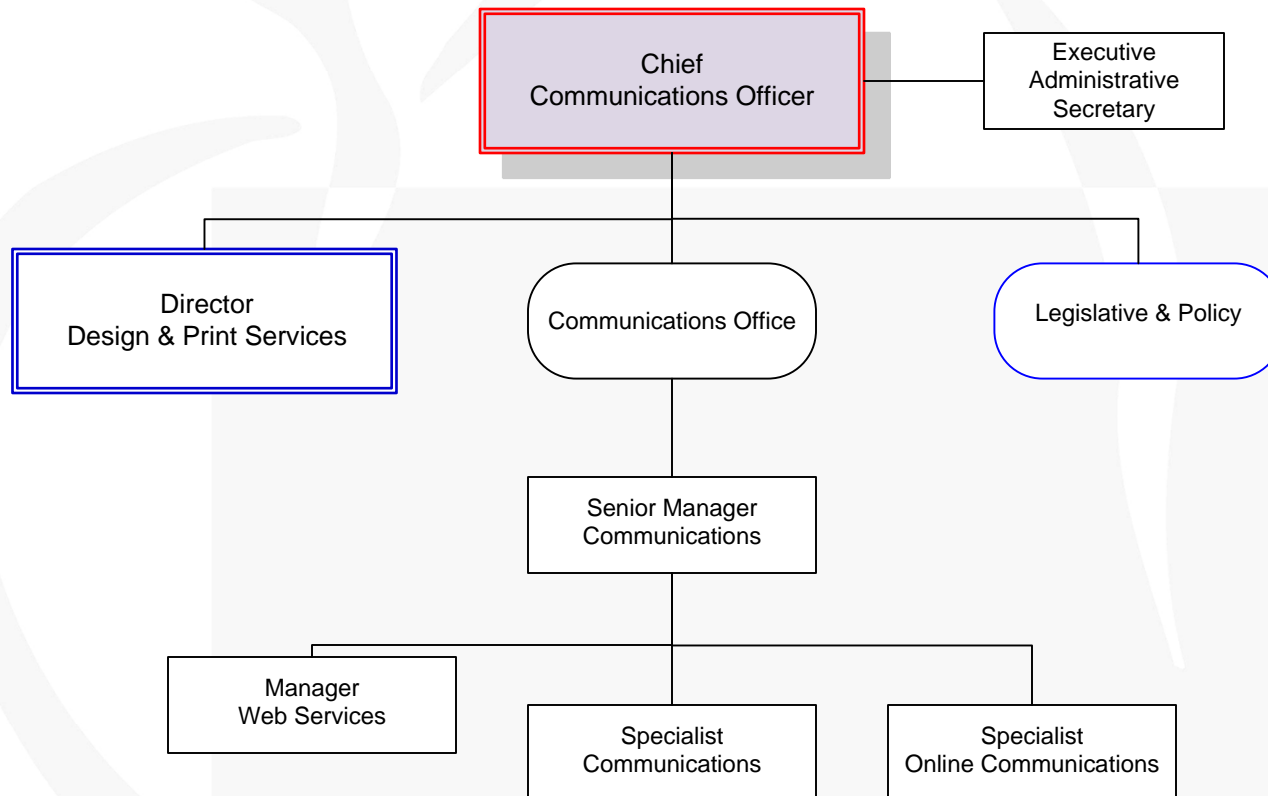 Chief
Communications Officer
Executive
Administrative
Secretary
Director
Design & Print Services
Communications Office
Legislative & Policy
Senior Manager
Communications
Manager
Web Services
Specialist
Communications
Specialist
Online Communications